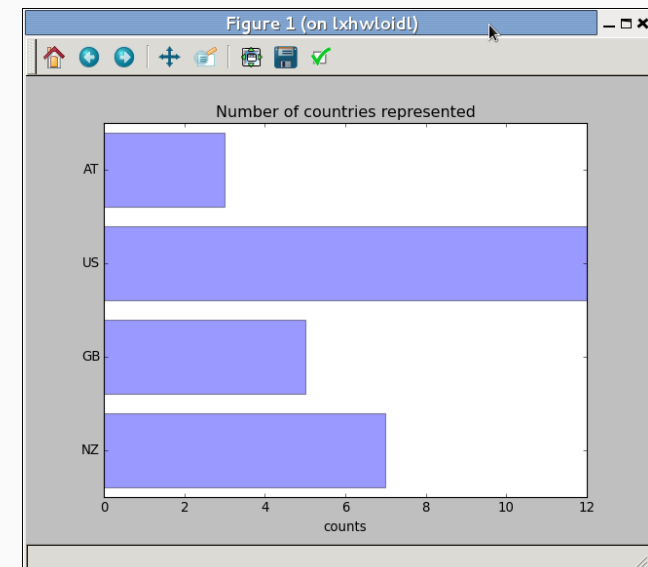 Figure 1 (on lxhwloidl)
Number of countries represented
AT
US
GB
NZ
0 2 4 6 8 10 12
counts